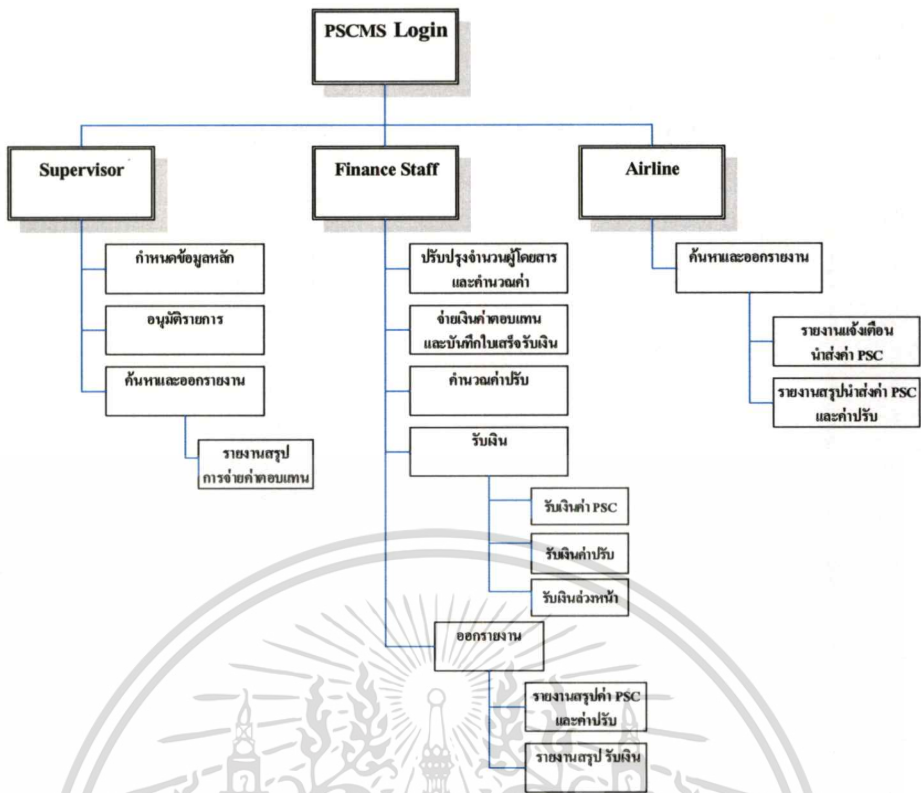 PSCMS Login
Supervisor
Finance Staff
Airline
กำหนดข้อมูลหลัก
อนุมัติรายการ
ค้นหาและออกรายงาน
รายงานสรุป
การจ่ายค่าตอบแทน
ปรับปรุงจำนวนผู้โดยสาร
และคำนวณค่า
จ่ายเงินค่าตอบแทน
และบันทึกใบเสร็จรับเงิน
คำนวณค่าปรับ
รับเงิน
รับเงินค่า PSC
รับเงินค่าปรับ
รับเงินล่วงหน้า
ออกรายงาน
รายงานสรุปค่า PSC
และค่าปรับ
รายงานสรุป รับเงิน
ค้นหาและออกรายงาน
รายงานแจ้งเตือน
นำส่งค่า PSC
รายงานสรุปนำส่งค่า PSC
และค่าปรับ